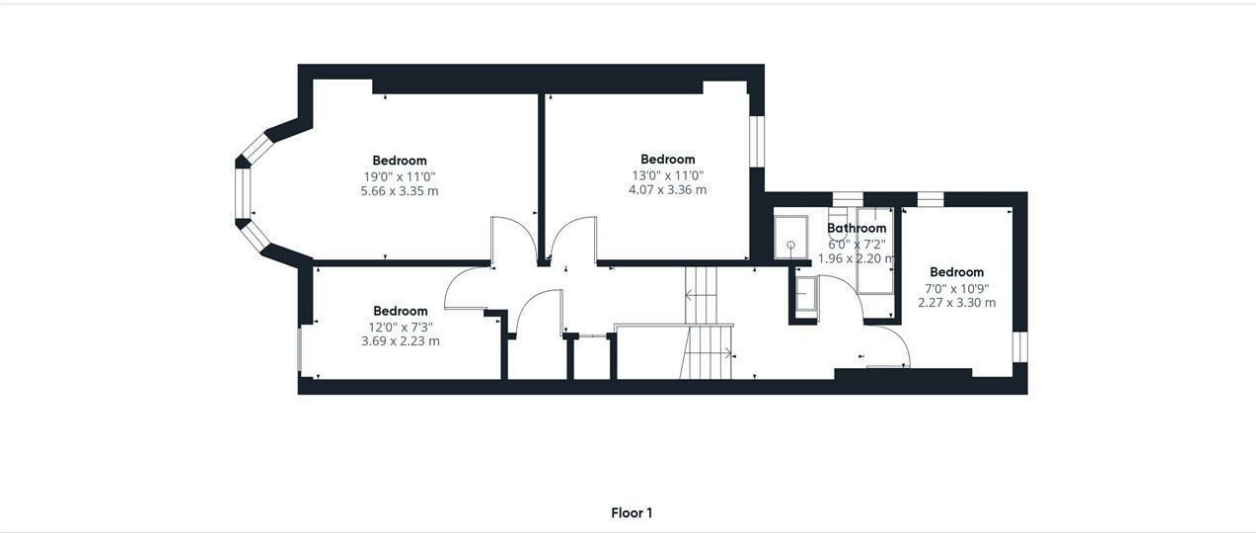 Bedroom
19'0" x 11'0"
5.66 x 3.35 m
Bedroom
13'0" x 11'0"
4.07 x 3.36 m
Bathroom
6'0" x 7'2"
1.96 x 2.20 m
Bedroom
7'0" x 10'9"
2.27 x 3.30 m
Bedroom
12'0" x 7'3"
3.69 x 2.23 m
Floor 1